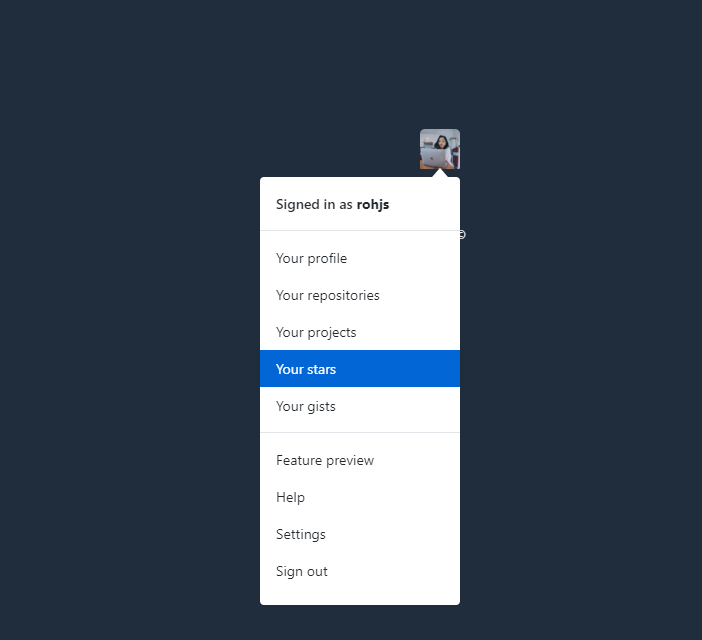 Signed in as rohjs
©
Your profile
Your repositories
Your projects
Your stars
Your gists
Feature preview
Help
Settings
Sign out